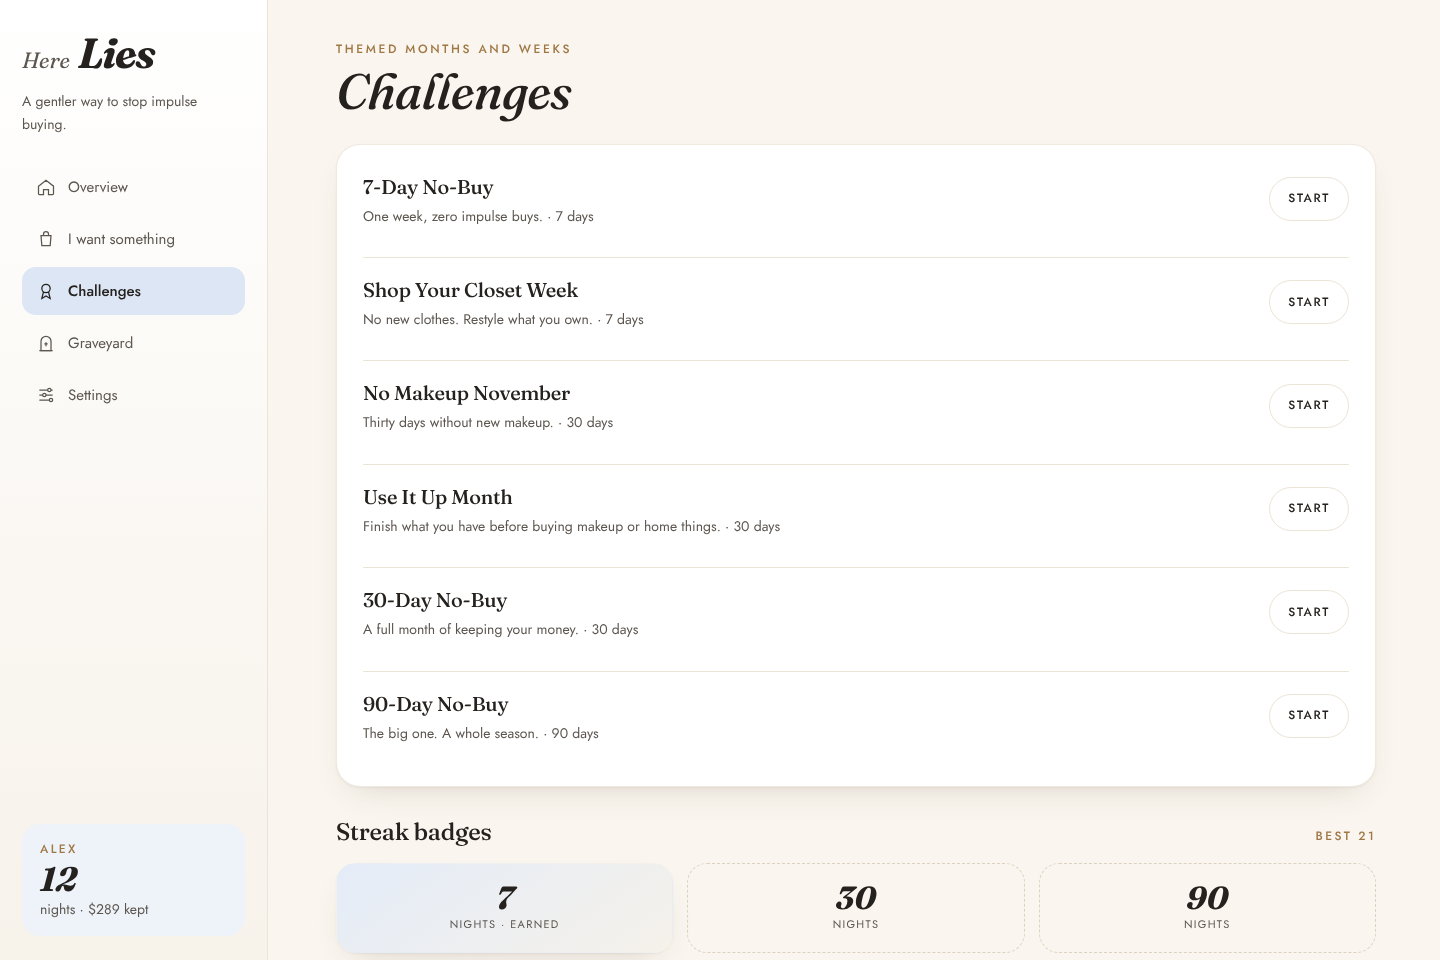 Here Lies
A gentler way to stop impulse
buying.
Overview
I want something
Challenges
Graveyard
Settings
ALEX
12
nights · $289 kept
THEMED MONTHS AND WEEKS
Challenges
7-Day No-Buy
One week, zero impulse buys. · 7 days
START
Shop Your Closet Week
No new clothes. Restyle what you own. · 7 days
START
No Makeup November
Thirty days without new makeup. · 30 days
START
Use It Up Month
Finish what you have before buying makeup or home things. · 30 days
START
30-Day No-Buy
A full month of keeping your money. · 30 days
START
90-Day No-Buy
The big one. A whole season. · 90 days
START
Streak badges
BEST 21
7
NIGHTS · EARNED
30
NIGHTS
90
NIGHTS